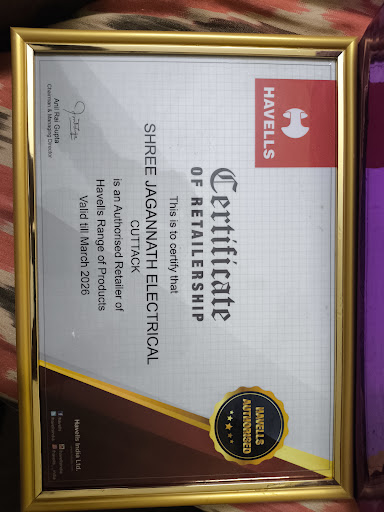 HAVELLS
Certificate
OF RETAILERSHIP
This is to certify that
SHREE JAGANNATH ELECTRICAL
CUTTACK
is an Authorised Retailer of
Havells Range of Products
Valid till March 2026
HAVELLS
AUTHORISED
Anil Rai Gupta
Chairman & Managing Director
Havells India Ltd.